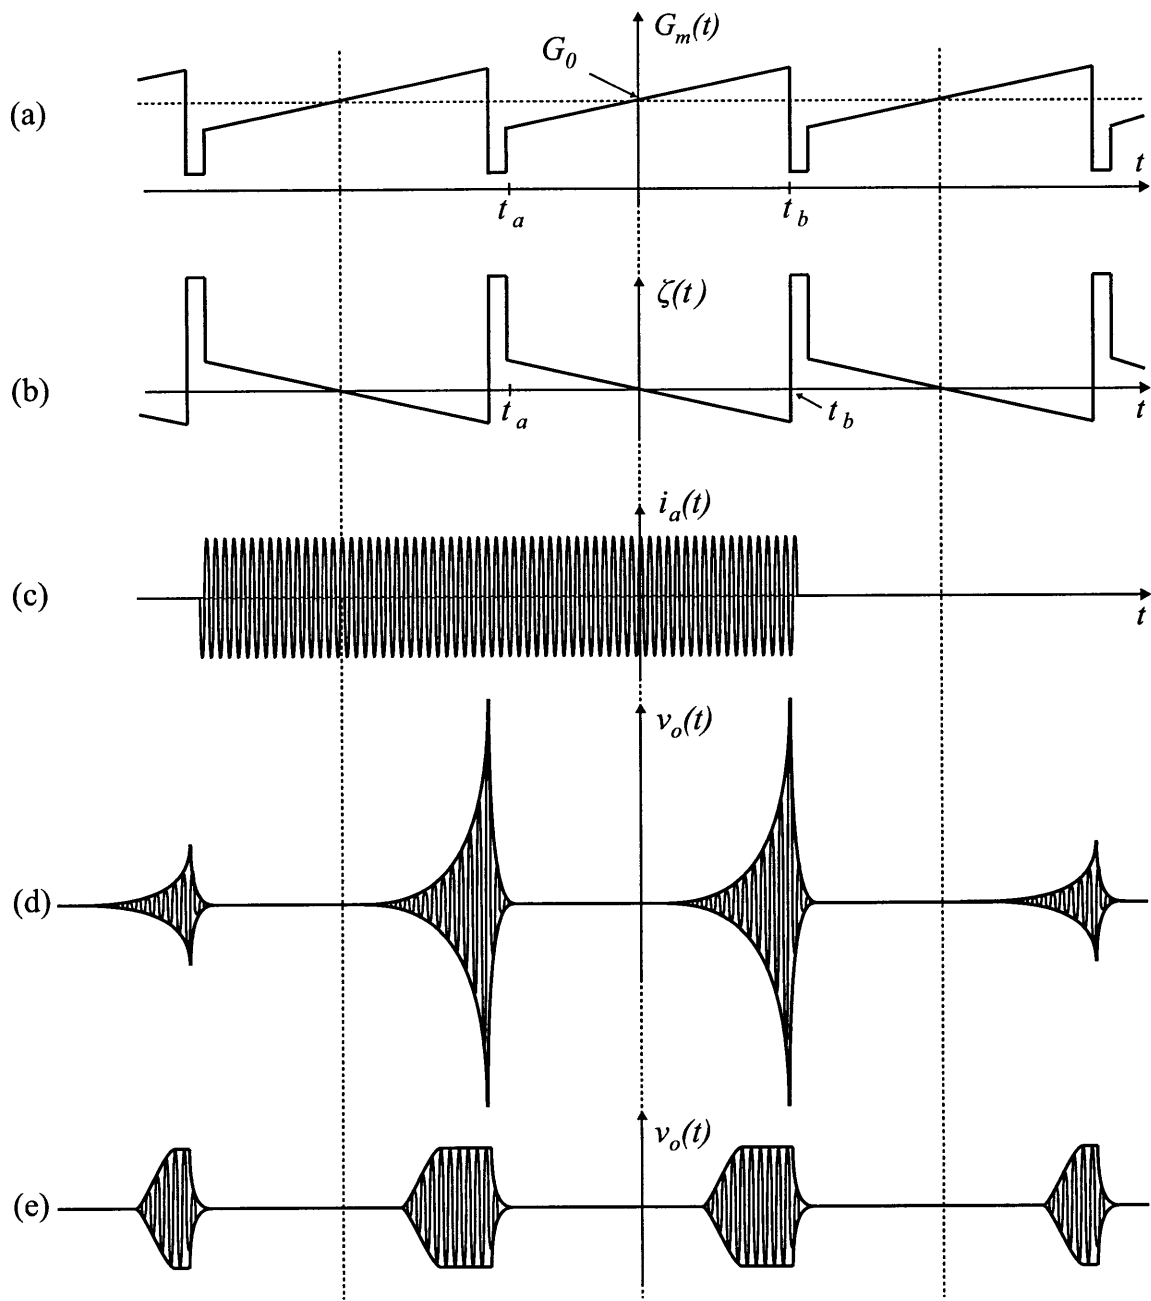 G_m(t)
G_0
(a)
t
t_a
t_b
ζ(t)
(b)
t_a
t_b
t
i_a(t)
(c)
t
v_o(t)
(d)
v_o(t)
(e)